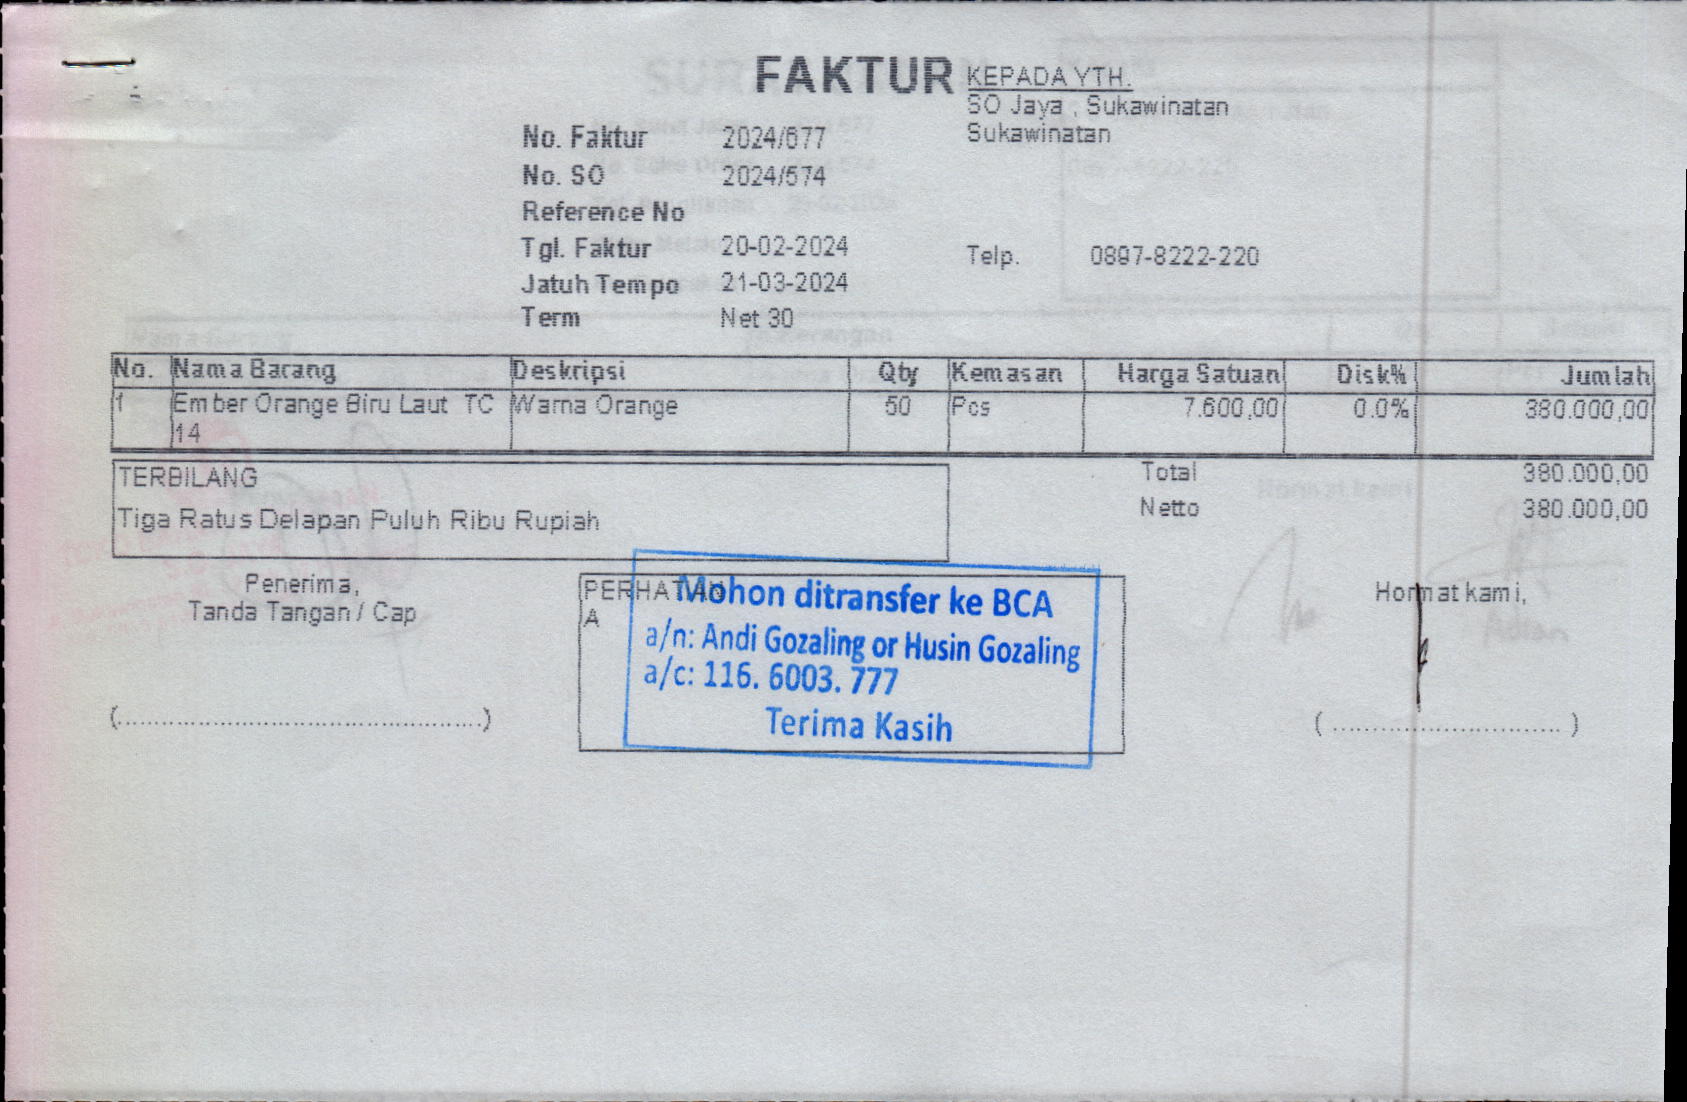 FAKTUR
KEPADA YTH.
SO Jaya , Sukawinatan
Sukawinatan
No. Faktur 2024/677
No. SO 2024/574
Reference No
Tgl. Faktur 20-02-2024
Telp. 0897-8222-220
Jatuh Tempo 21-03-2024
Term Net 30
No. Nama Barang Deskripsi Qty Kemasan Harga Satuan Disk% Jumlah
1 Ember Orange Biru Laut TC Warna Orange 50 Pcs 7.600,00 0.0% 380.000,00
14
TERBILANG
Tiga Ratus Delapan Puluh Ribu Rupiah
Total 380.000,00
Netto 380.000,00
Penerima,
Tanda Tangan / Cap
(..............................................)
PERHATIAN
A
Mohon ditransfer ke BCA
a/n: Andi Gozaling or Husin Gozaling
a/c: 116. 6003. 777
Terima Kasih
Hormat kami,
( ............................. )